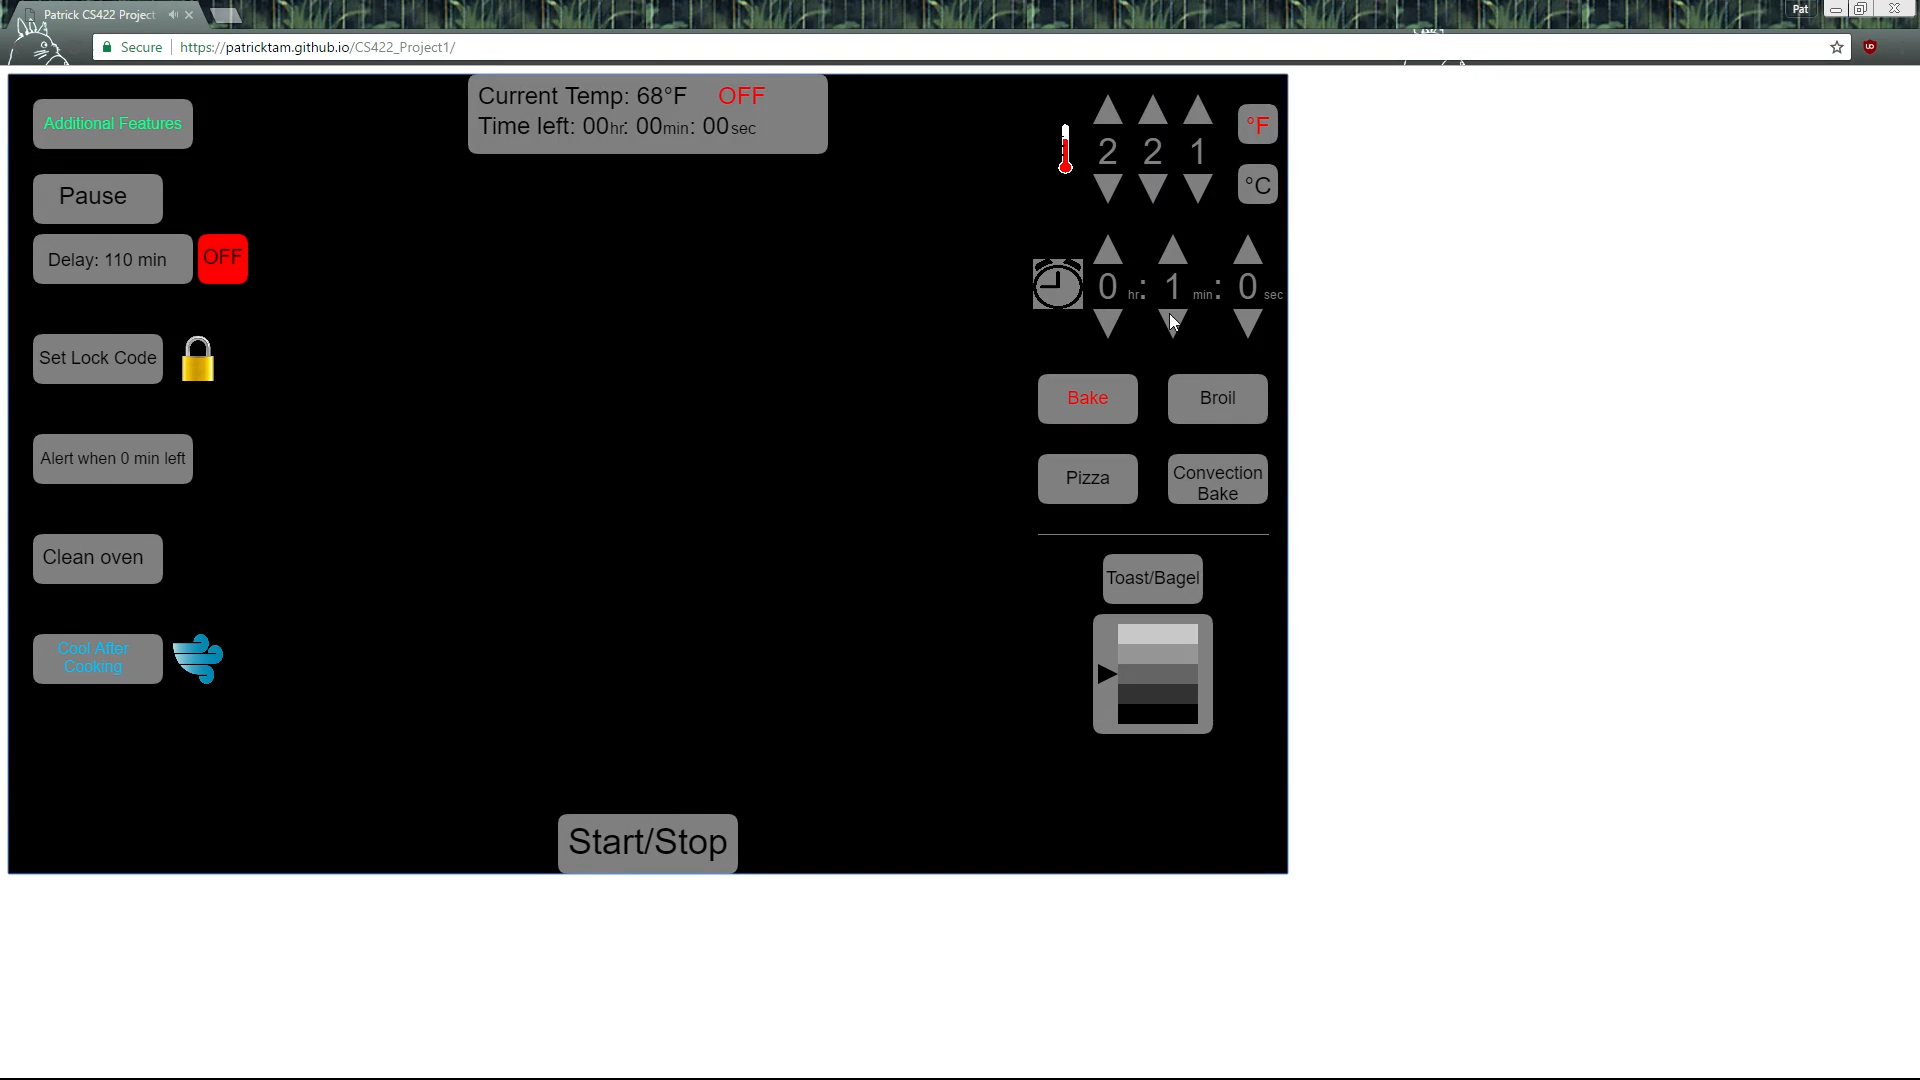 Patrick CS422 Project
Pat
Secure
https://patricktam.github.io/CS422_Project1/
Additional Features
Current Temp: 68°F OFF
Time left: 00hr: 00min: 00sec
2 2 1
°F
°C
Pause
Delay: 110 min
OFF
0 hr: 1 min: 0 sec
Set Lock Code
Bake
Broil
Alert when 0 min left
Pizza
Convection
Bake
Clean oven
Toast/Bagel
Cool After
Cooking
Start/Stop